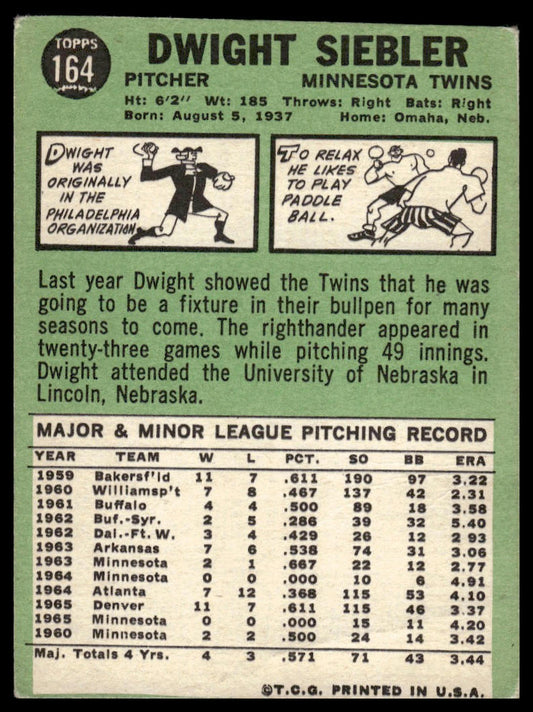 TOPPS
164
DWIGHT SIEBLER
PITCHER MINNESOTA TWINS
Ht: 6'2" Wt: 185 Throws: Right Bats: Right
Born: August 5, 1937 Home: Omaha, Neb.
DWIGHT
WAS
ORIGINALLY
IN THE
PHILADELPHIA
ORGANIZATION.
TO RELAX
HE LIKES
TO PLAY
PADDLE
BALL.
Last year Dwight showed the Twins that he was
going to be a fixture in their bullpen for many
seasons to come. The righthander appeared in
twenty-three games while pitching 49 innings.
Dwight attended the University of Nebraska in
Lincoln, Nebraska.
MAJOR & MINOR LEAGUE PITCHING RECORD
YEAR TEAM W L PCT. SO BB ERA
1959 Bakersf'ld 11 7 .611 190 97 3.22
1960 Williamsp't 7 8 .467 137 42 2.31
1961 Buffalo 4 4 .500 89 18 3.58
1962 Buf.-Syr. 2 5 .286 39 32 5.40
1962 Dal.-Ft. W. 3 4 .429 26 12 2 93
1963 Arkansas 7 6 .538 74 31 3.06
1963 Minnesota 2 1 .667 22 12 2.77
1964 Minnesota 0 0 .000 10 6 4.91
1964 Atlanta 7 12 .368 115 53 4.10
1965 Denver 11 7 .611 115 46 3.37
1965 Minnesota 0 0 .000 15 11 4.20
1960 Minnesota 2 2 .500 24 14 3.42
Maj. Totals 4 Yrs. 4 3 .571 71 43 3.44
©T.C.G. PRINTED IN U.S.A.